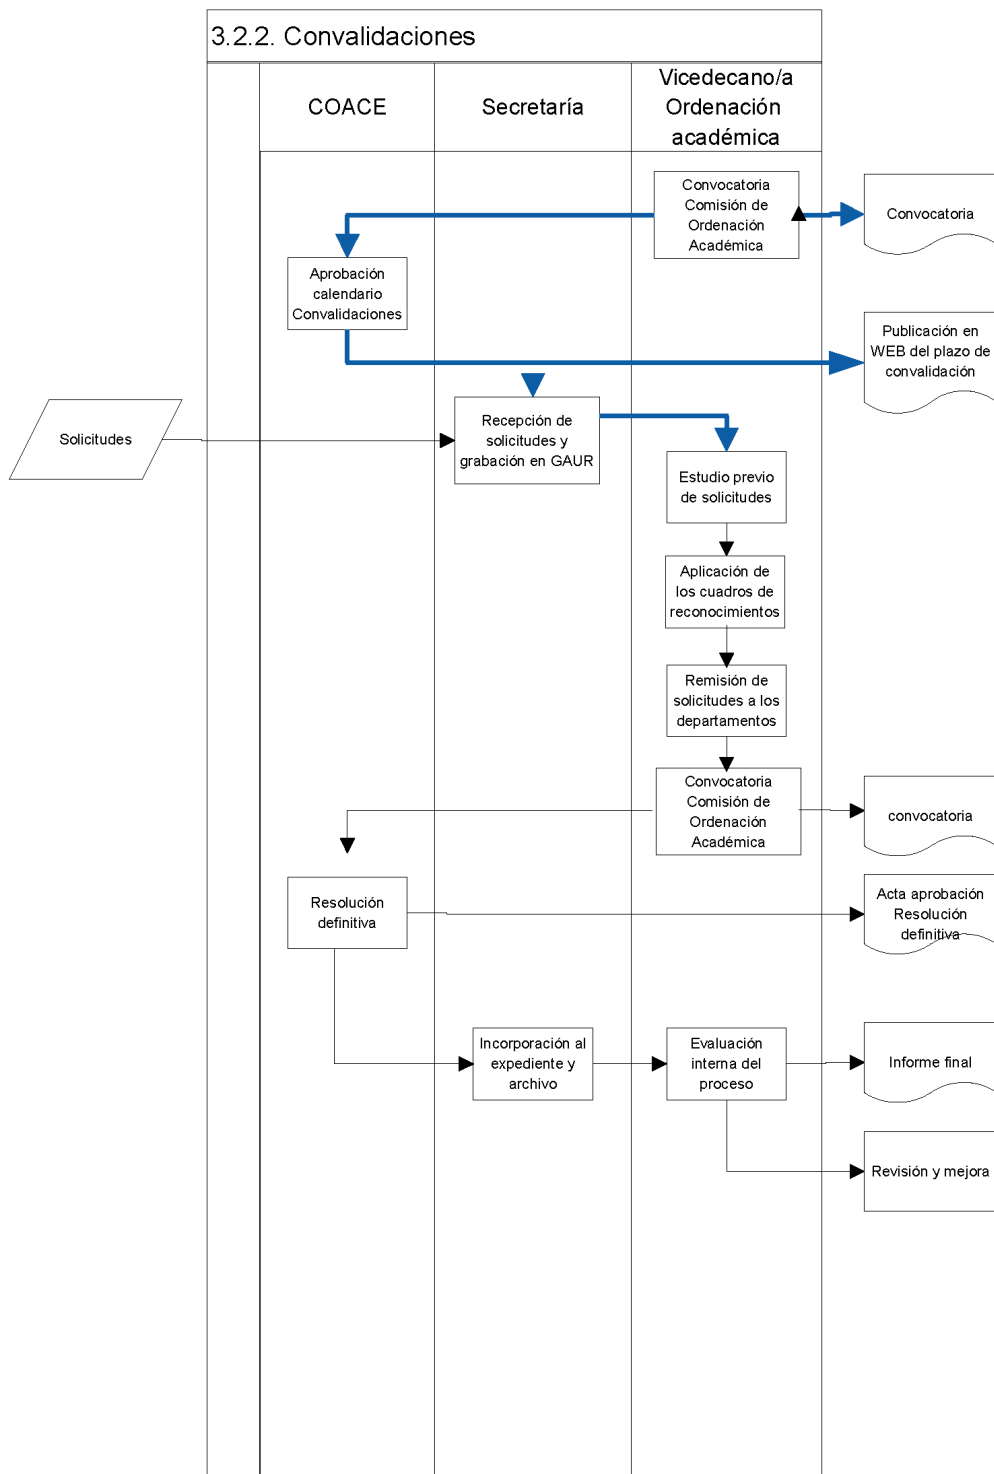 3.2.2. Convalidaciones
COACE
Secretaría
Vicedecano/a
Ordenación
académica
Convocatoria
Comisión de
Ordenación
Académica
Convocatoria
Aprobación
calendario
Convalidaciones
Publicación en
WEB del plazo de
convalidación
Solicitudes
Recepción de
solicitudes y
grabación en GAUR
Estudio previo
de solicitudes
Aplicación de
los cuadros de
reconocimientos
Remisión de
solicitudes a los
departamentos
Convocatoria
Comisión de
Ordenación
Académica
convocatoria
Resolución
definitiva
Acta aprobación
Resolución
definitiva
Incorporación al
expediente y
archivo
Evaluación
interna del
proceso
Informe final
Revisión y mejora